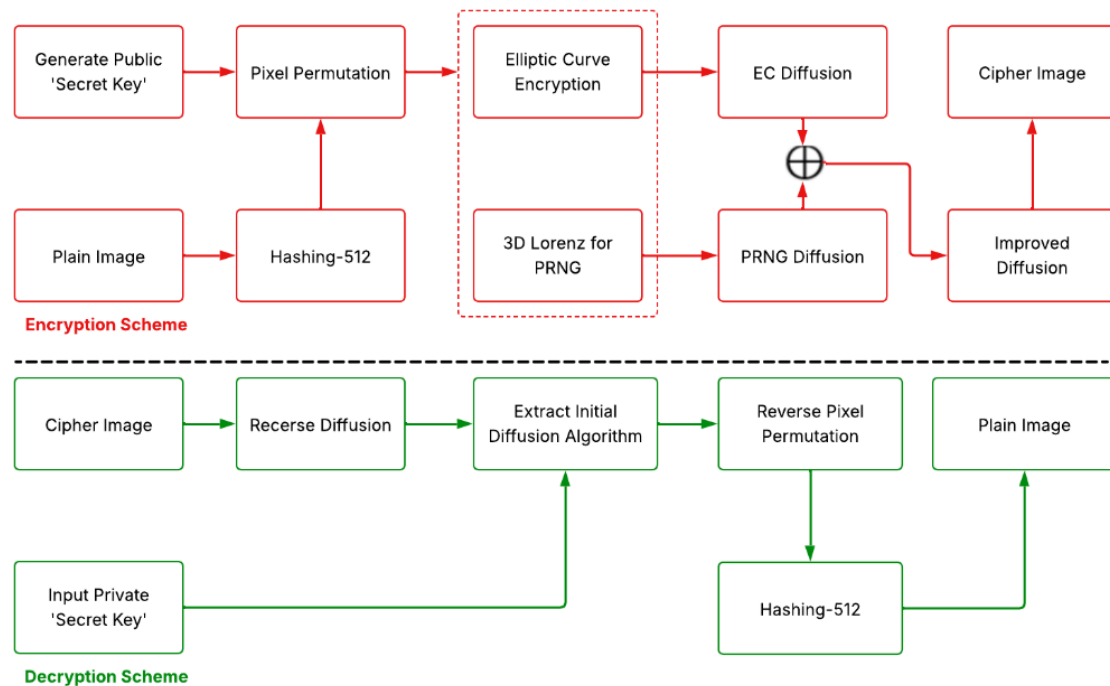 Generate Public
'Secret Key'
Pixel Permutation
Elliptic Curve
Encryption
EC Diffusion
Cipher Image
Plain Image
Hashing-512
3D Lorenz for
PRNG
PRNG Diffusion
Improved
Diffusion
Encryption Scheme
Cipher Image
Recerse Diffusion
Extract Initial
Diffusion Algorithm
Reverse Pixel
Permutation
Plain Image
Input Private
'Secret Key'
Hashing-512
Decryption Scheme